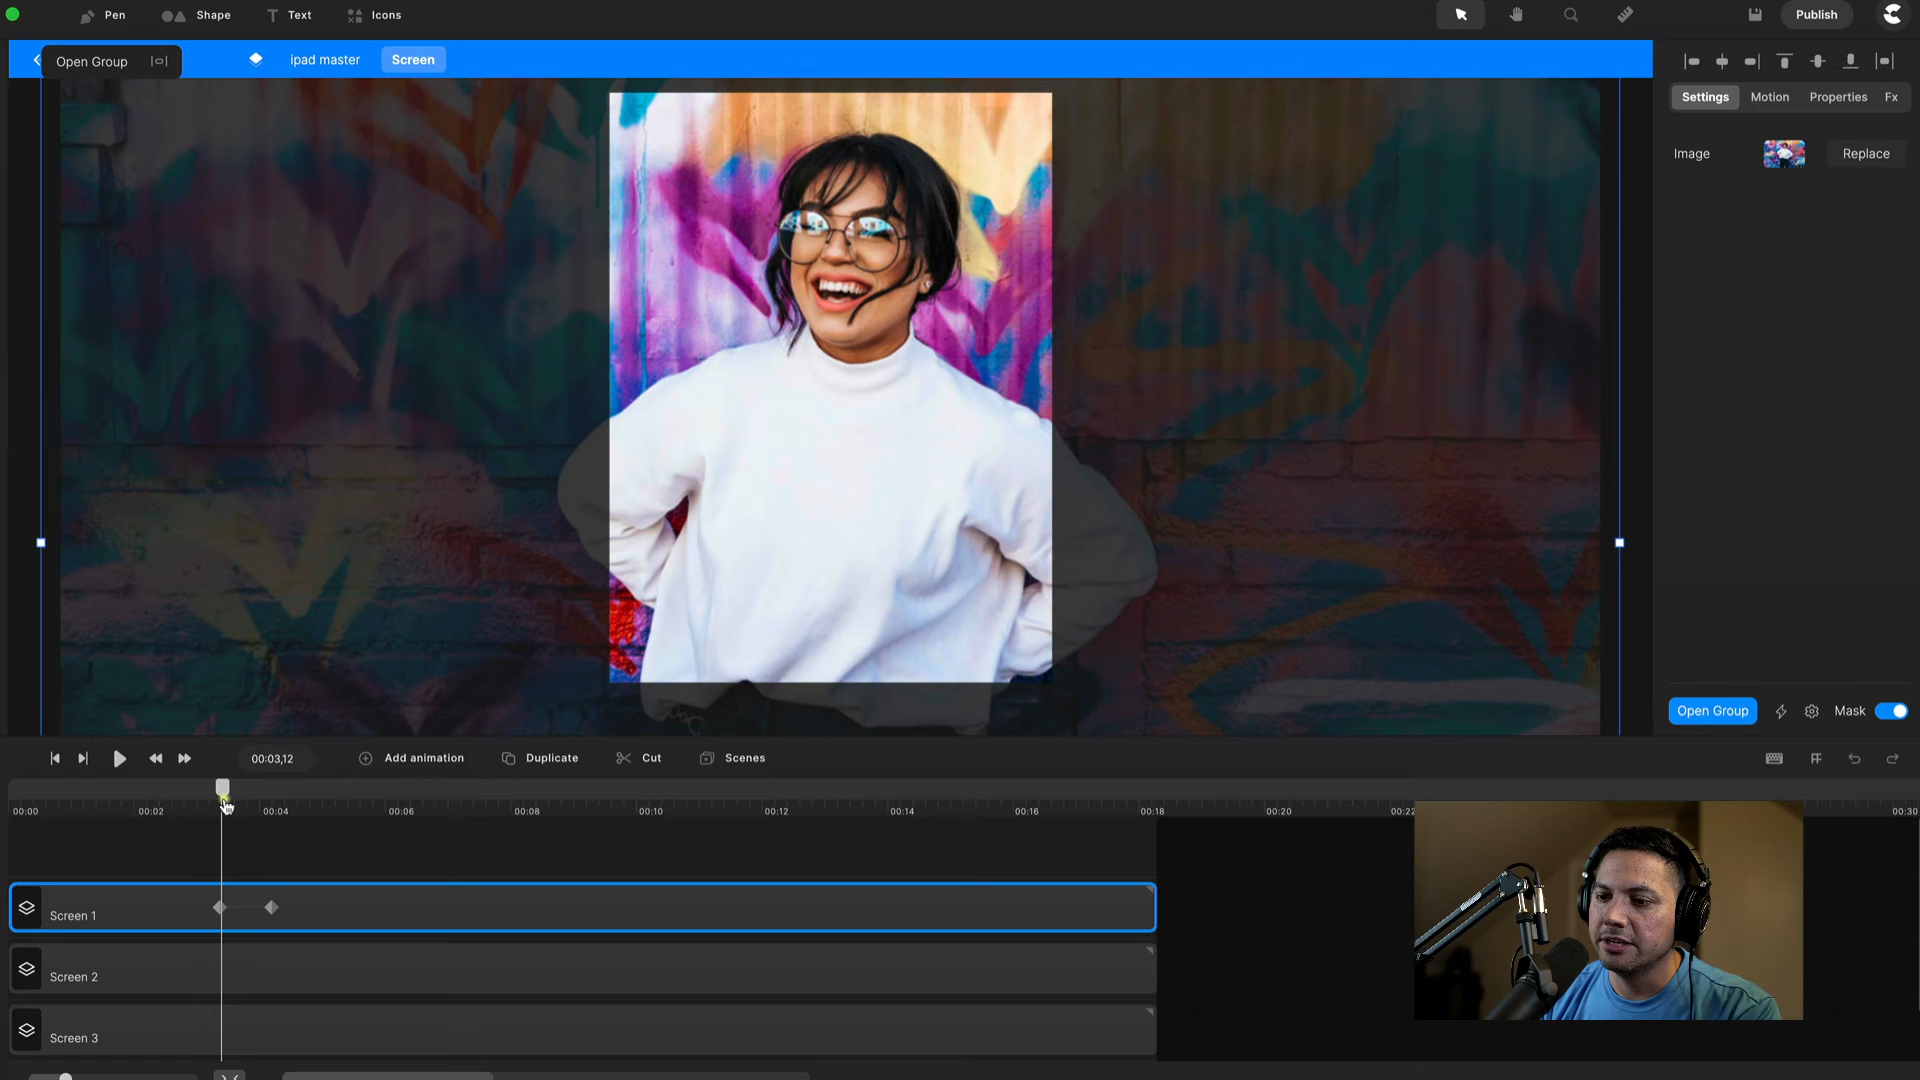 Pen Shape Text Icons Publish
Open Group ipad master Screen
Settings Motion Properties Fx
Image Replace
Open Group Mask
00:03,12 Add animation Duplicate Cut Scenes
00:00 00:02 00:04 00:06 00:08 00:10 00:12 00:14 00:16 00:18 00:20 00:22 00:30
Screen 1
Screen 2
Screen 3